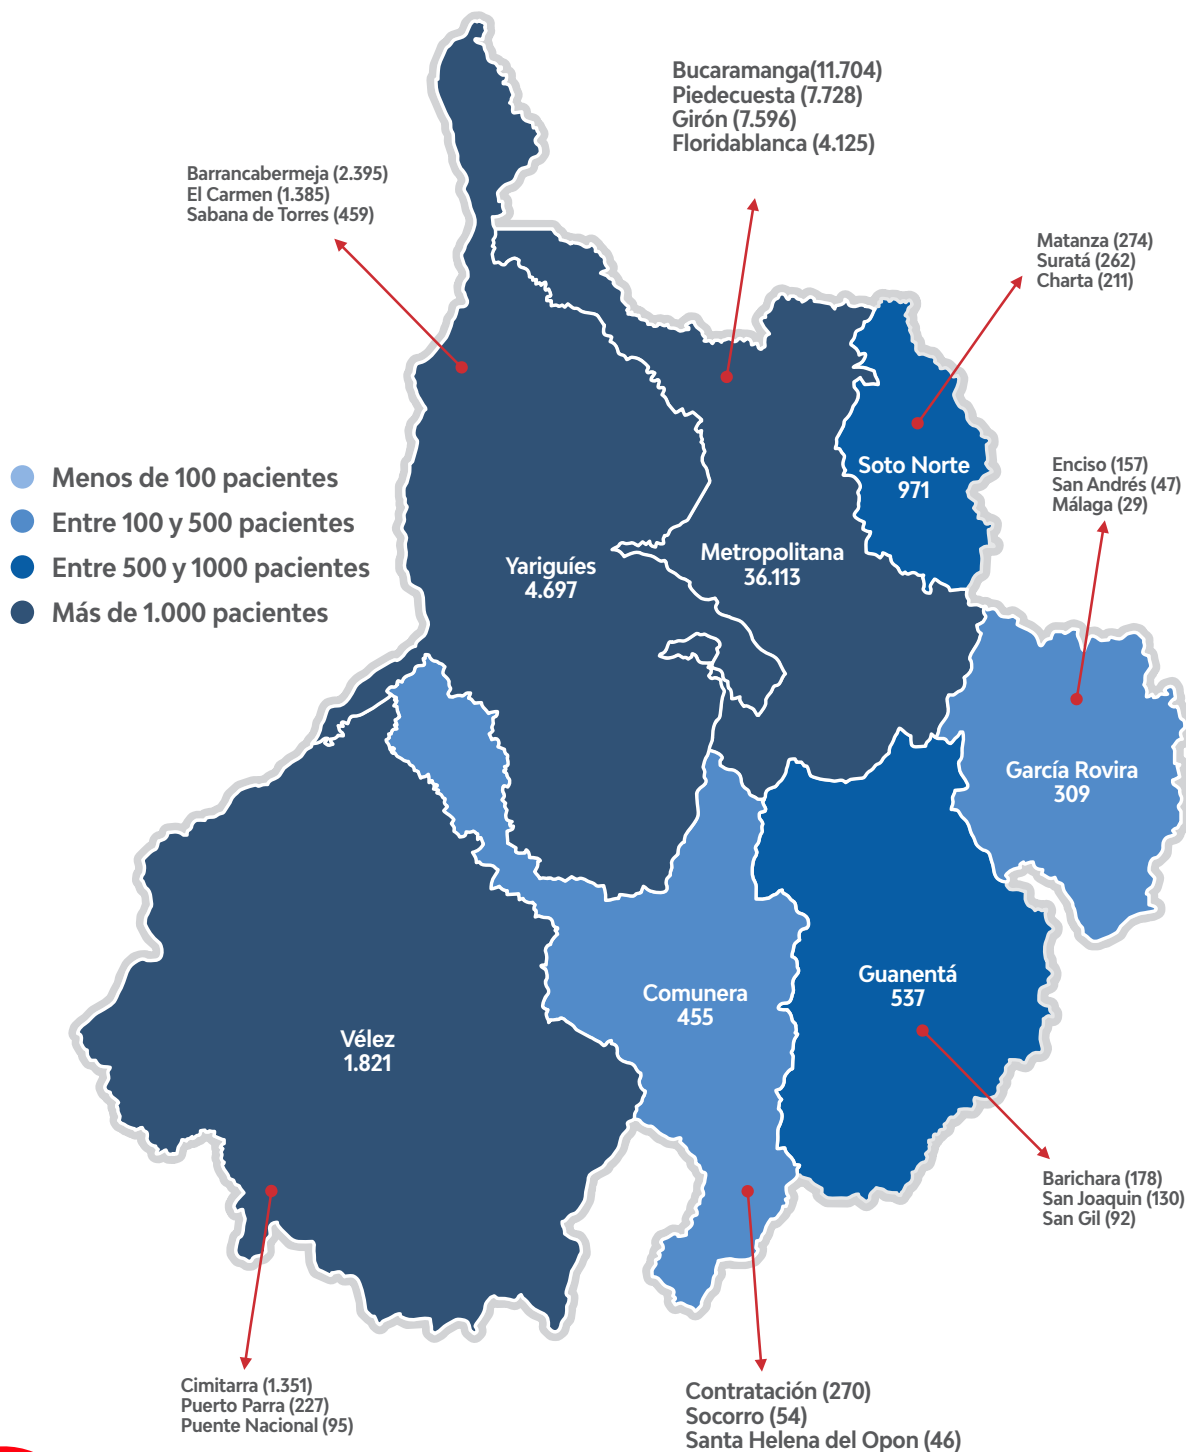 Bucaramanga(11.704)
Piedecuesta (7.728)
Girón (7.596)
Floridablanca (4.125)
Barrancabermeja (2.395)
El Carmen (1.385)
Sabana de Torres (459)
Matanza (274)
Suratá (262)
Charta (211)
Menos de 100 pacientes
Entre 100 y 500 pacientes
Entre 500 y 1000 pacientes
Más de 1.000 pacientes
Soto Norte
971
Enciso (157)
San Andrés (47)
Málaga (29)
Yariguíes
4.697
Metropolitana
36.113
García Rovira
309
Guanentá
537
Comunera
455
Vélez
1.821
Barichara (178)
San Joaquin (130)
San Gil (92)
Cimitarra (1.351)
Puerto Parra (227)
Puente Nacional (95)
Contratación (270)
Socorro (54)
Santa Helena del Opon (46)